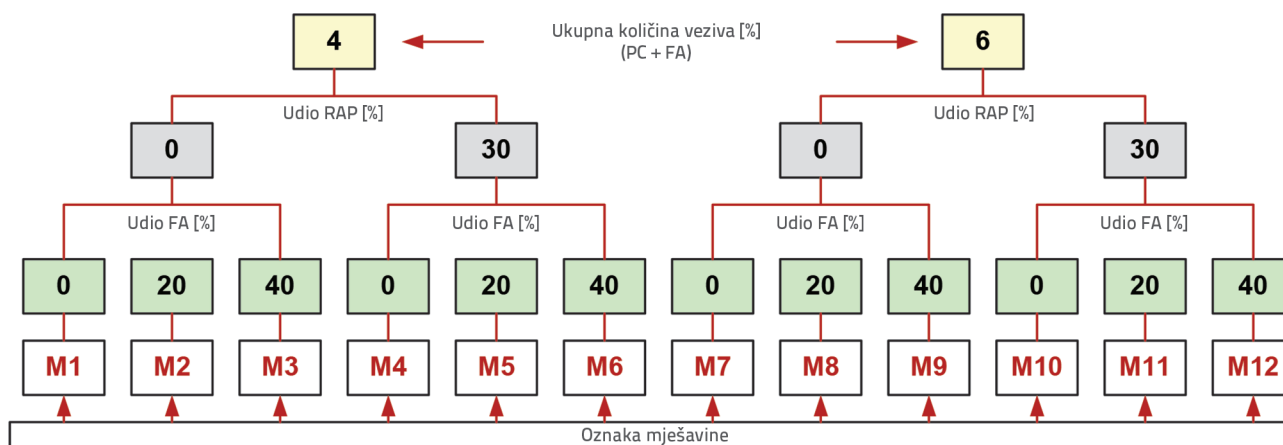 4
Ukupna količina veziva [%]
(PC + FA)
6
Udio RAP [%]
Udio RAP [%]
0
30
0
30
Udio FA [%]
Udio FA [%]
Udio FA [%]
Udio FA [%]
0
20
40
0
20
40
0
20
40
0
20
40
M1
M2
M3
M4
M5
M6
M7
M8
M9
M10
M11
M12
Oznaka mješavine